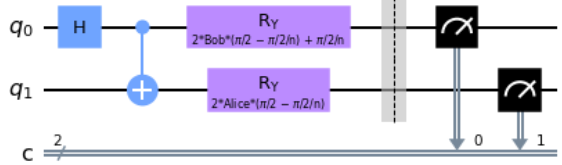 q0 H RY
2*Bob*(π/2 − π/2/n) + π/2/n
q1 RY
2*Alice*(π/2 − π/2/n)
c 2 0 1